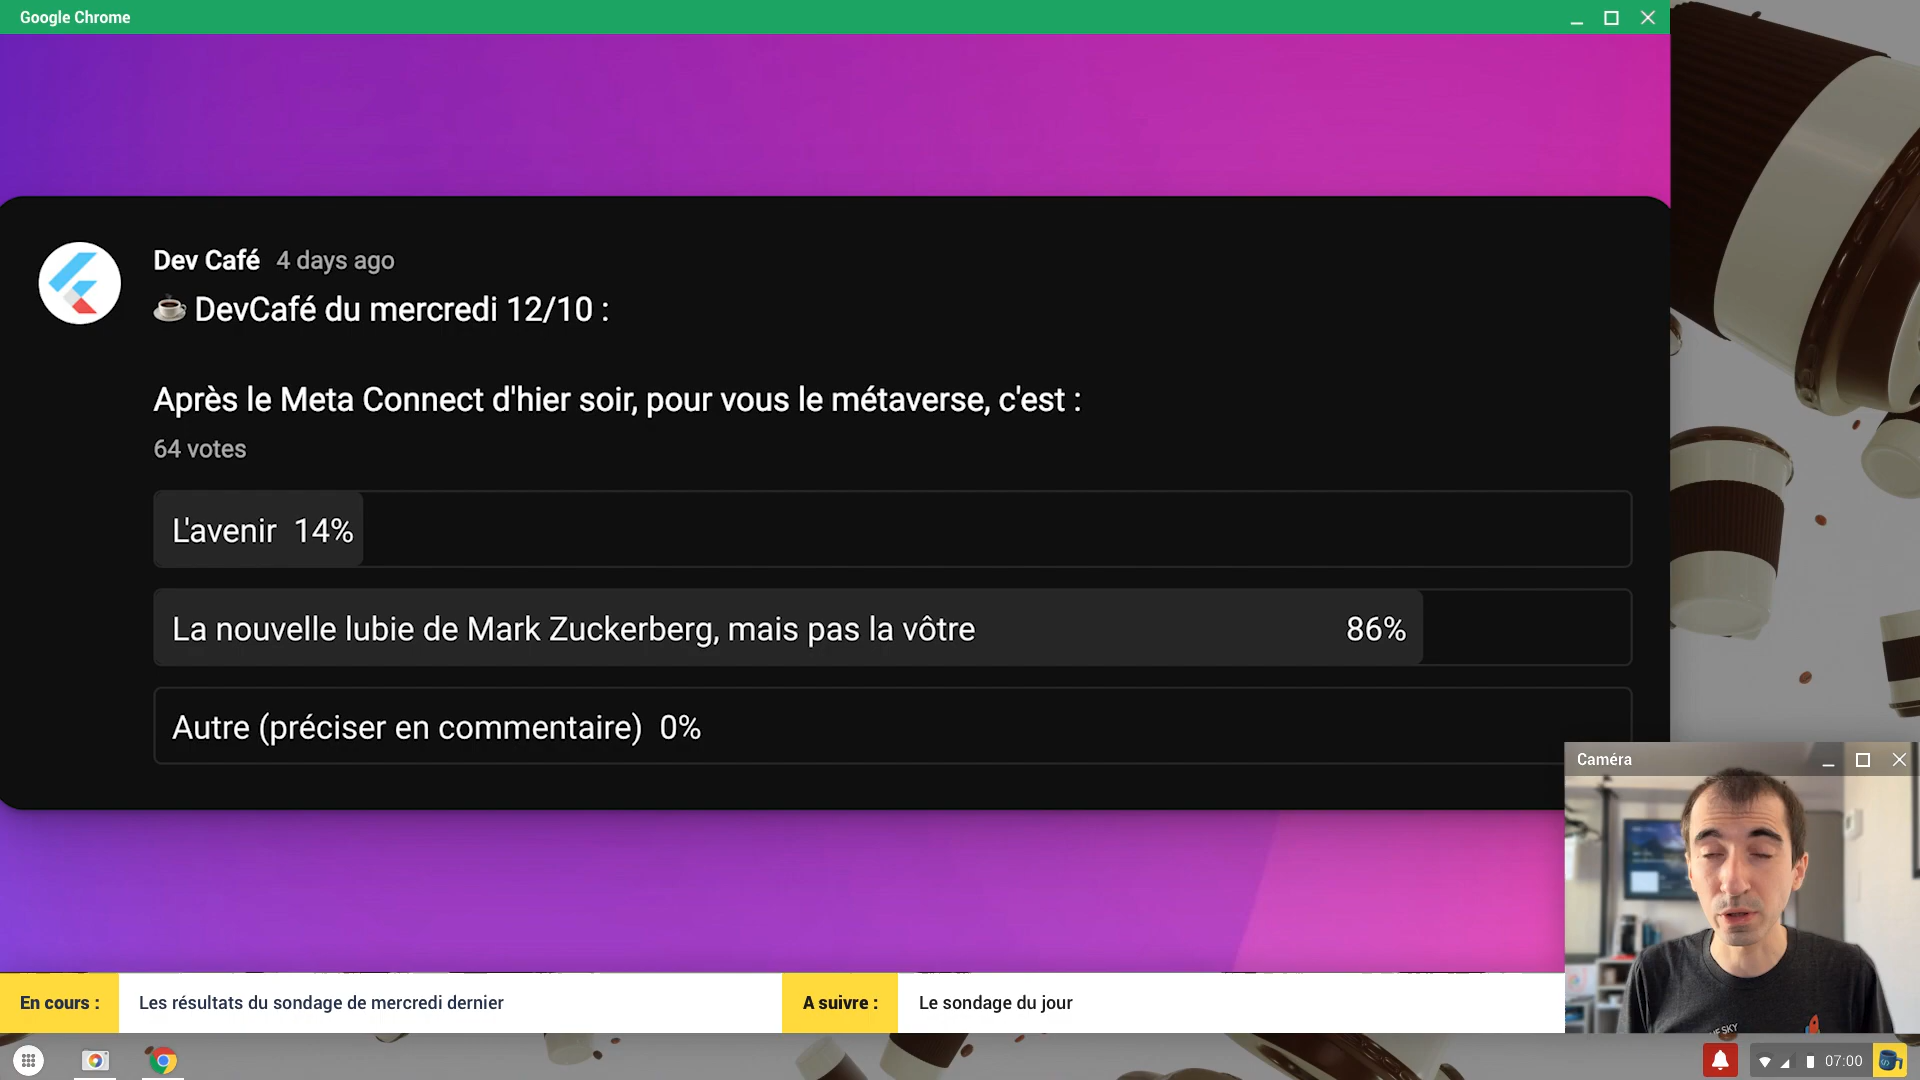 Google Chrome
Dev Café 4 days ago
☕ DevCafé du mercredi 12/10 :
Après le Meta Connect d'hier soir, pour vous le métaverse, c'est :
64 votes
L'avenir 14%
La nouvelle lubie de Mark Zuckerberg, mais pas la vôtre 86%
Autre (préciser en commentaire) 0%
Caméra
En cours : Les résultats du sondage de mercredi dernier
A suivre : Le sondage du jour
07:00